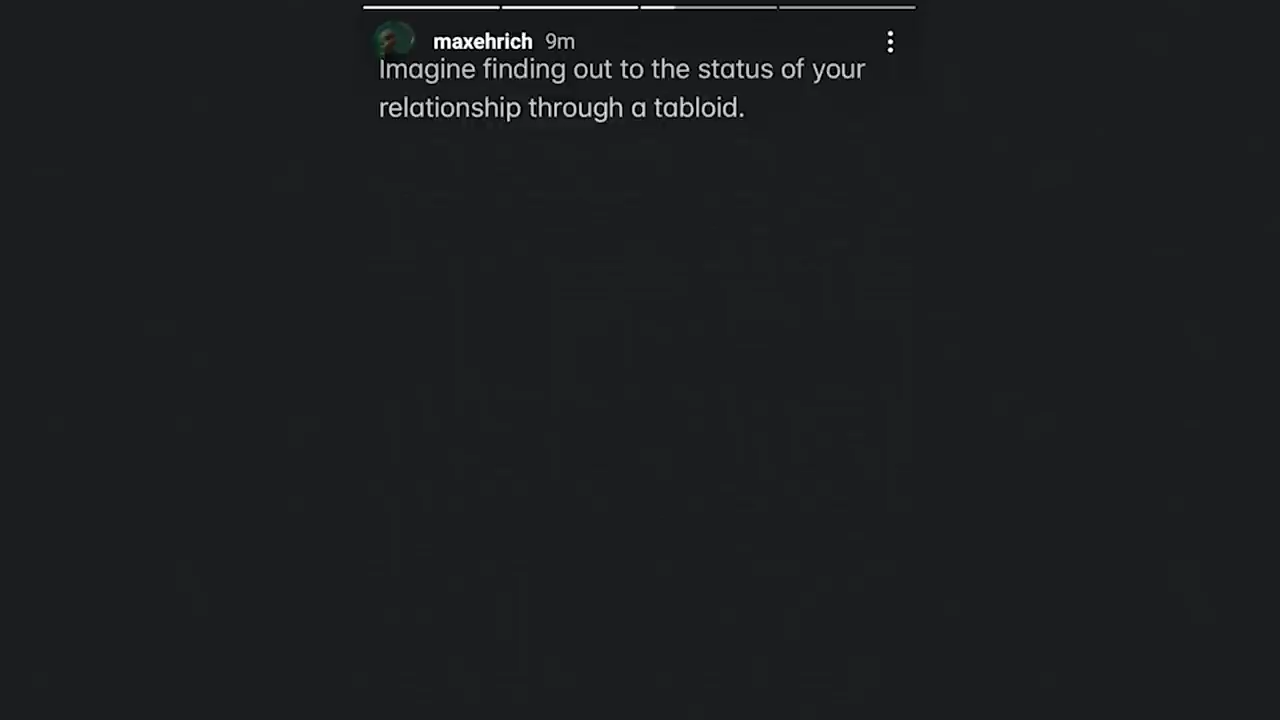 maxehrich 9m
Imagine finding out to the status of your
relationship through a tabloid.